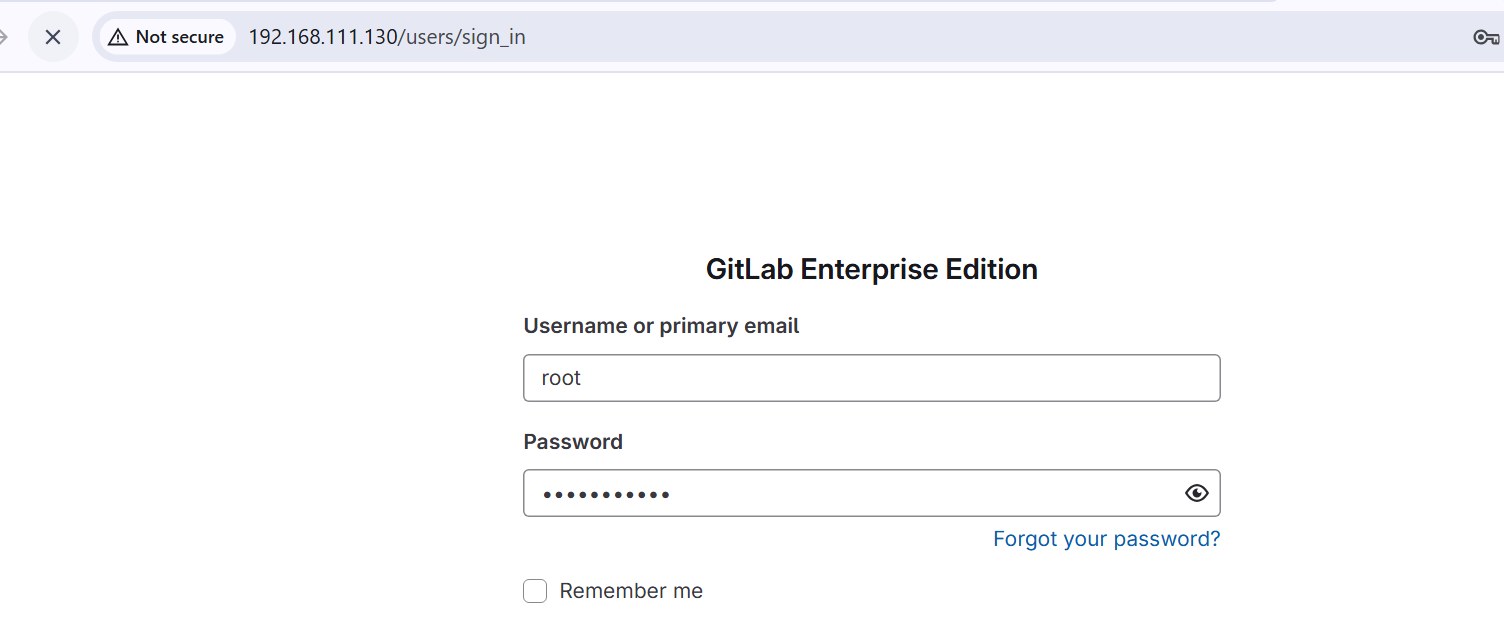 Not secure 192.168.111.130/users/sign_in
GitLab Enterprise Edition
Username or primary email
root
Password
•••••••••••
Forgot your password?
Remember me